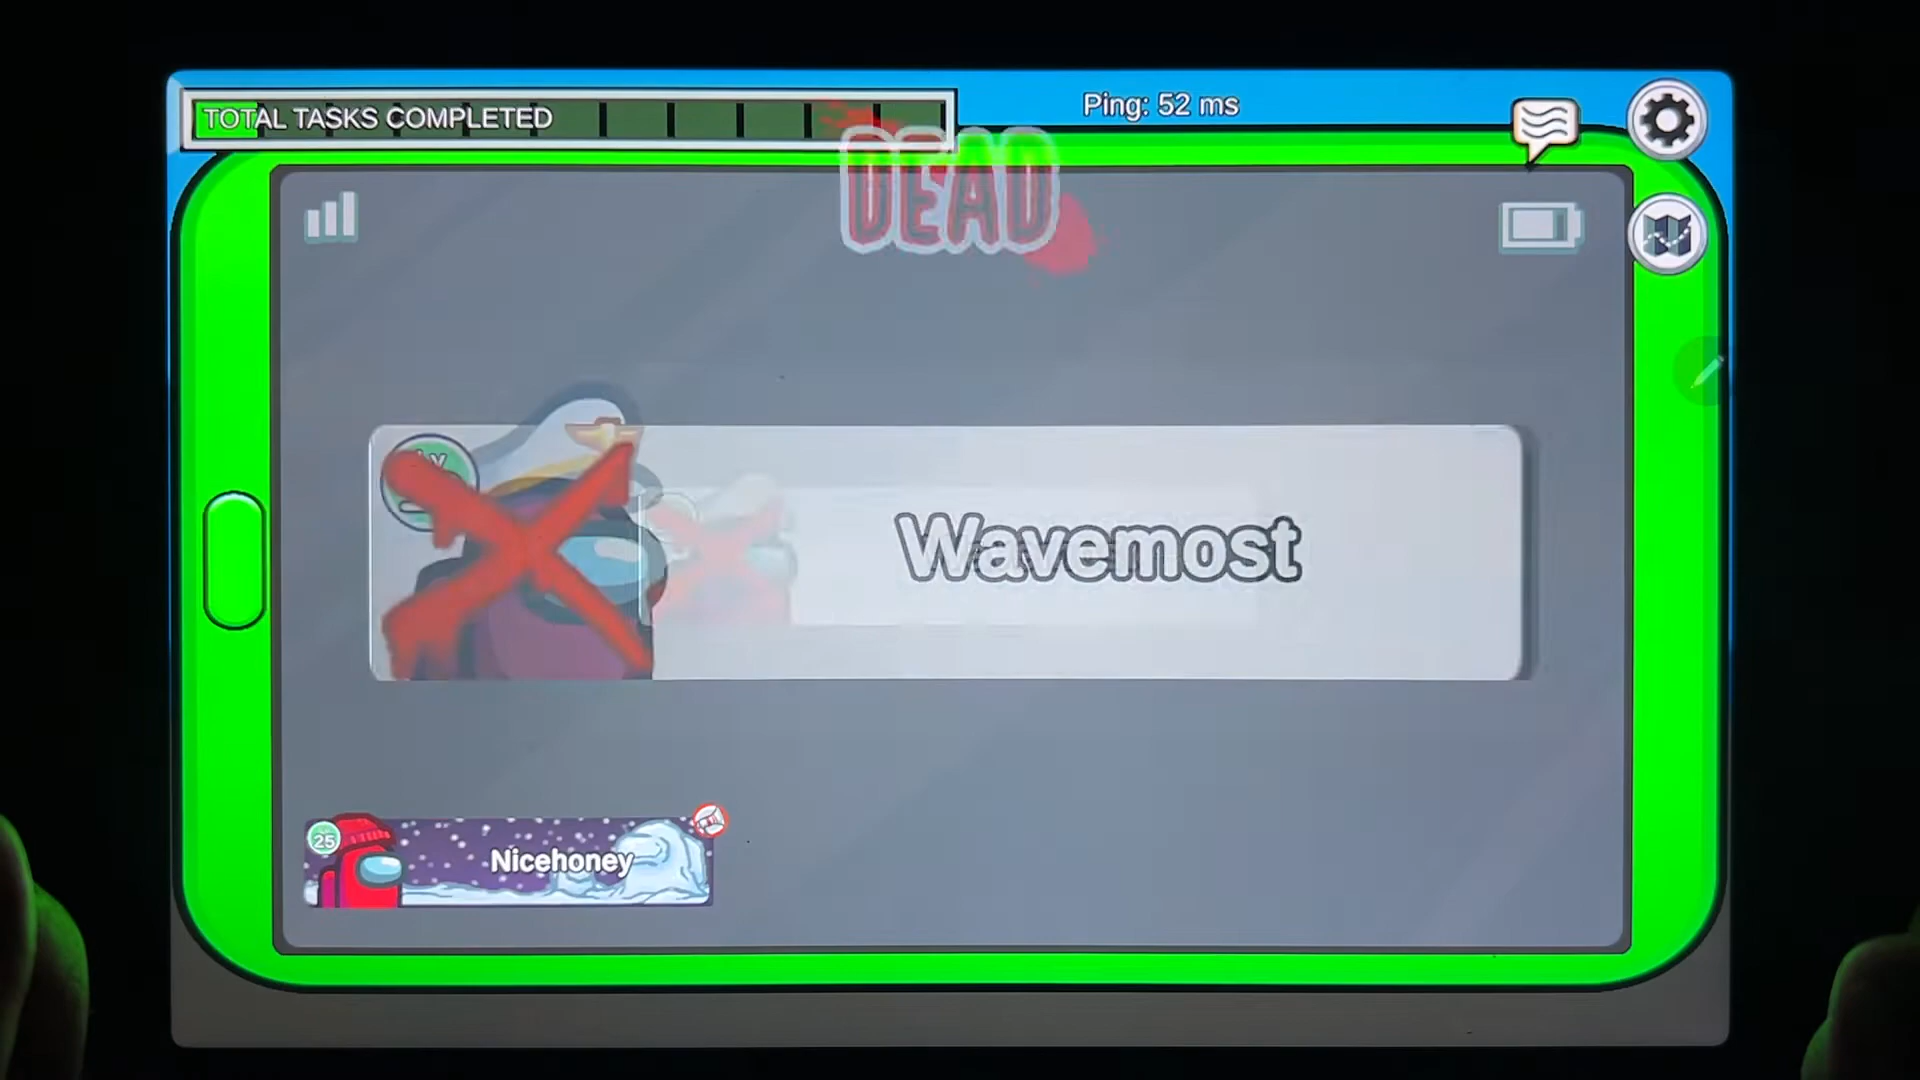 TOTAL TASKS COMPLETED
Ping: 52 ms
DEAD
Wavemost
25
Nicehoney